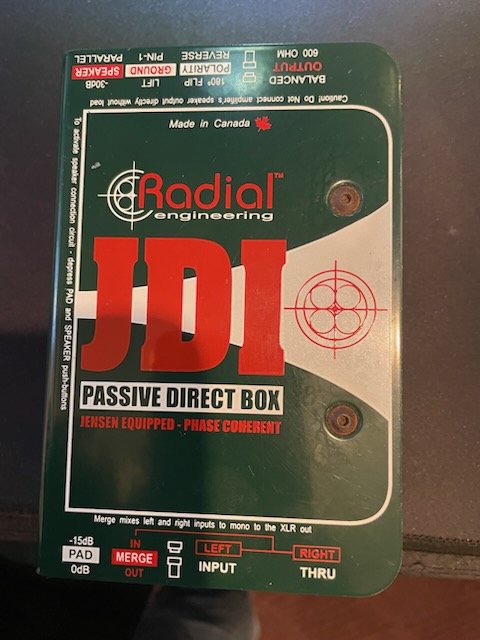 PARALLEL
SPEAKER
-30dB
PIN-1
GROUND
LIFT
REVERSE
POLARITY
180° FLIP
600 OHM
OUTPUT
BALANCED
Caution! Do Not connect amplifier's speaker output directly without load
To activate speaker connection circuit - depress PAD and SPEAKER push-buttons
Made in Canada
Radial™
engineering
JDI
PASSIVE DIRECT BOX
JENSEN EQUIPPED - PHASE COHERENT
Merge mixes left and right inputs to mono to the XLR out
-15dB
PAD
0dB
IN
MERGE
OUT
LEFT
INPUT
RIGHT
THRU